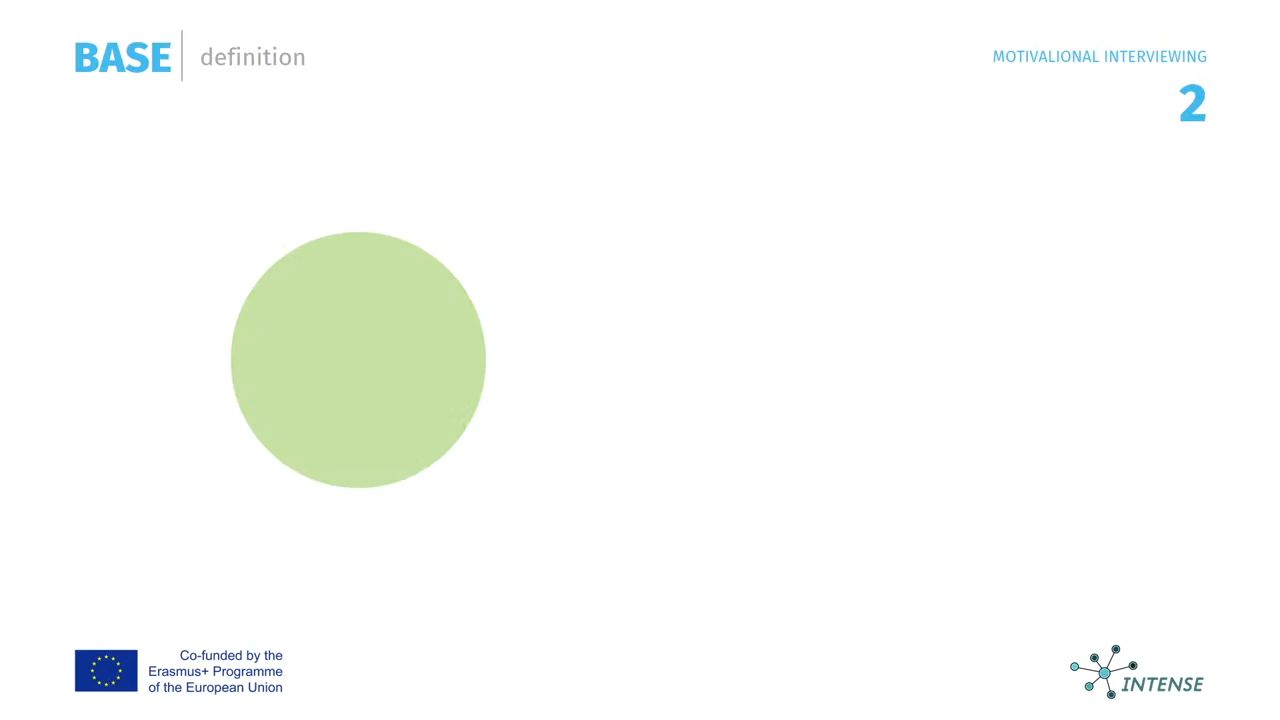 BASE definition
MOTIVALIONAL INTERVIEWING
2
Co-funded by the
Erasmus+ Programme
of the European Union
INTENSE